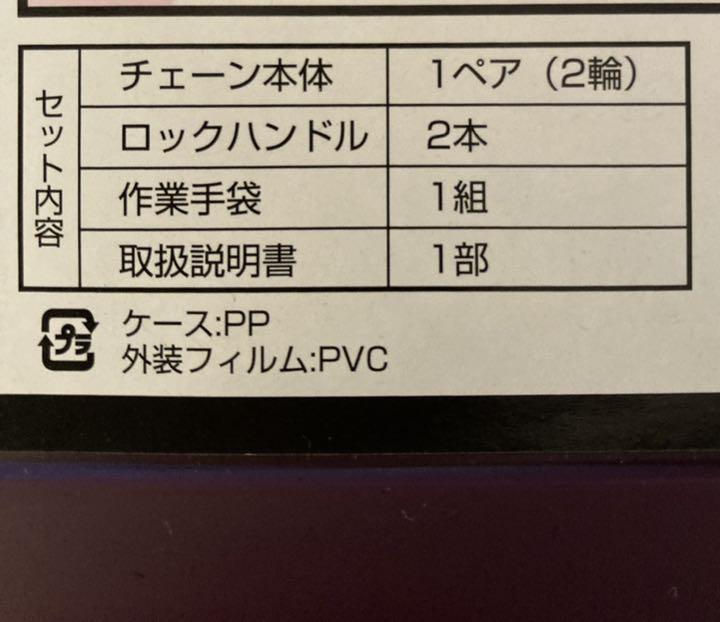 セット内容
チェーン本体 1ペア（2輪）
ロックハンドル 2本
作業手袋 1組
取扱説明書 1部
プラ
ケース:PP
外装フィルム:PVC